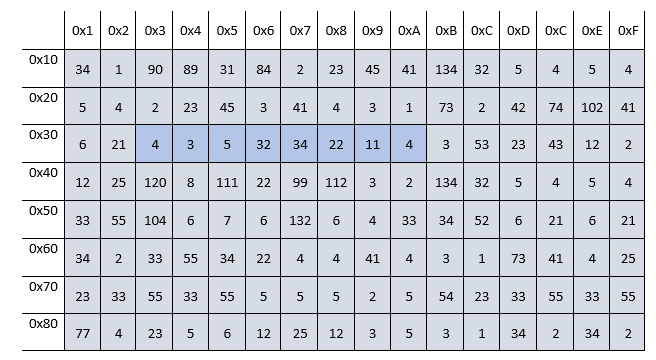 0x1 0x2 0x3 0x4 0x5 0x6 0x7 0x8 0x9 0xA 0xB 0xC 0xD 0xC 0xE 0xF
0x10 34 1 90 89 31 84 2 23 45 41 134 32 5 4 5 4
0x20 5 4 2 23 45 3 41 4 3 1 73 2 42 74 102 41
0x30 6 21 4 3 5 32 34 22 11 4 3 53 23 43 12 2
0x40 12 25 120 8 111 22 99 112 3 2 134 32 5 4 5 4
0x50 33 55 104 6 7 6 132 6 4 33 34 52 6 21 6 21
0x60 34 2 33 55 34 22 4 4 41 4 3 1 73 41 4 25
0x70 23 33 55 33 55 5 5 5 2 5 54 23 33 55 33 55
0x80 77 4 23 5 6 12 25 12 3 5 3 1 34 2 34 2